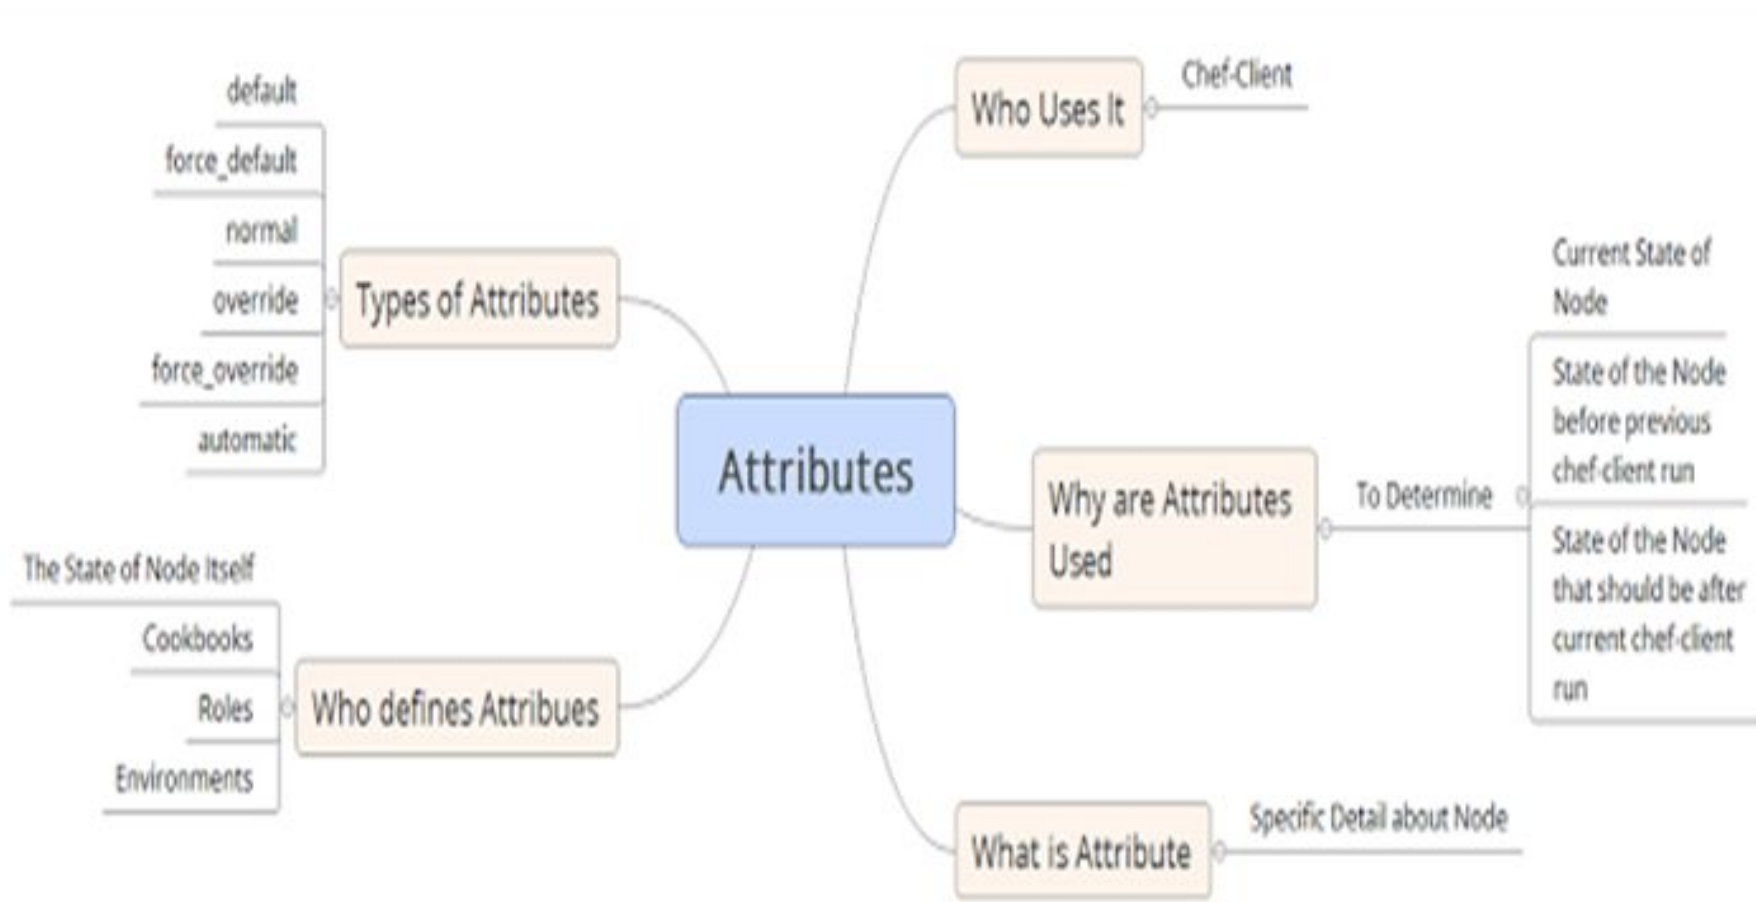 Attributes
Types of Attributes
default
force_default
normal
override
force_override
automatic
Who defines Attribues
The State of Node Itself
Cookbooks
Roles
Environments
Who Uses It
Chef-Client
Why are Attributes
Used
To Determine
Current State of
Node
State of the Node
before previous
chef-client run
State of the Node
that should be after
current chef-client
run
What is Attribute
Specific Detail about Node